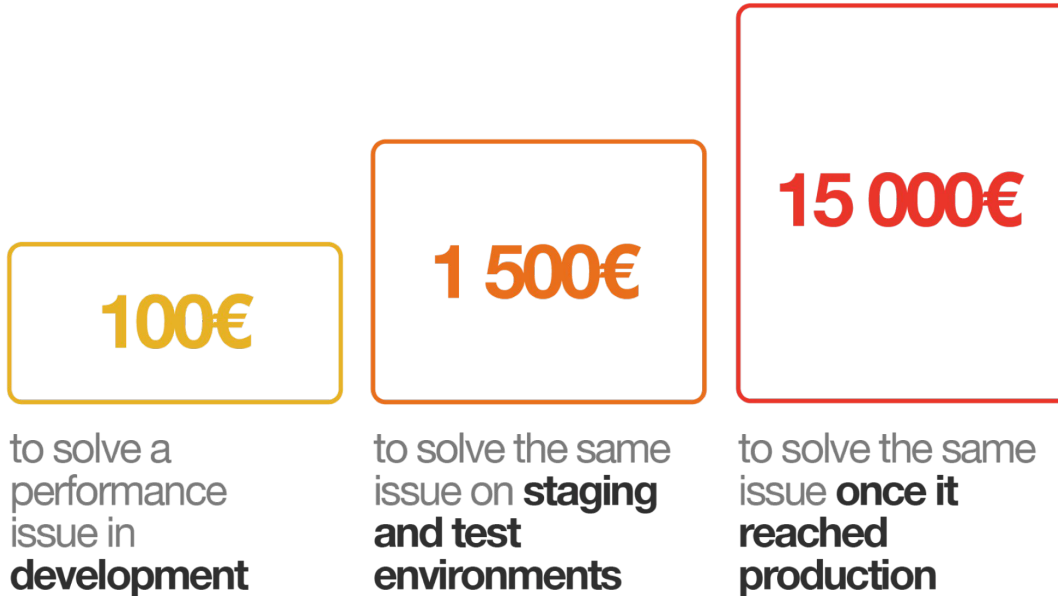 100€
to solve a
performance
issue in
development
1 500€
to solve the same
issue on staging
and test
environments
15 000€
to solve the same
issue once it
reached
production